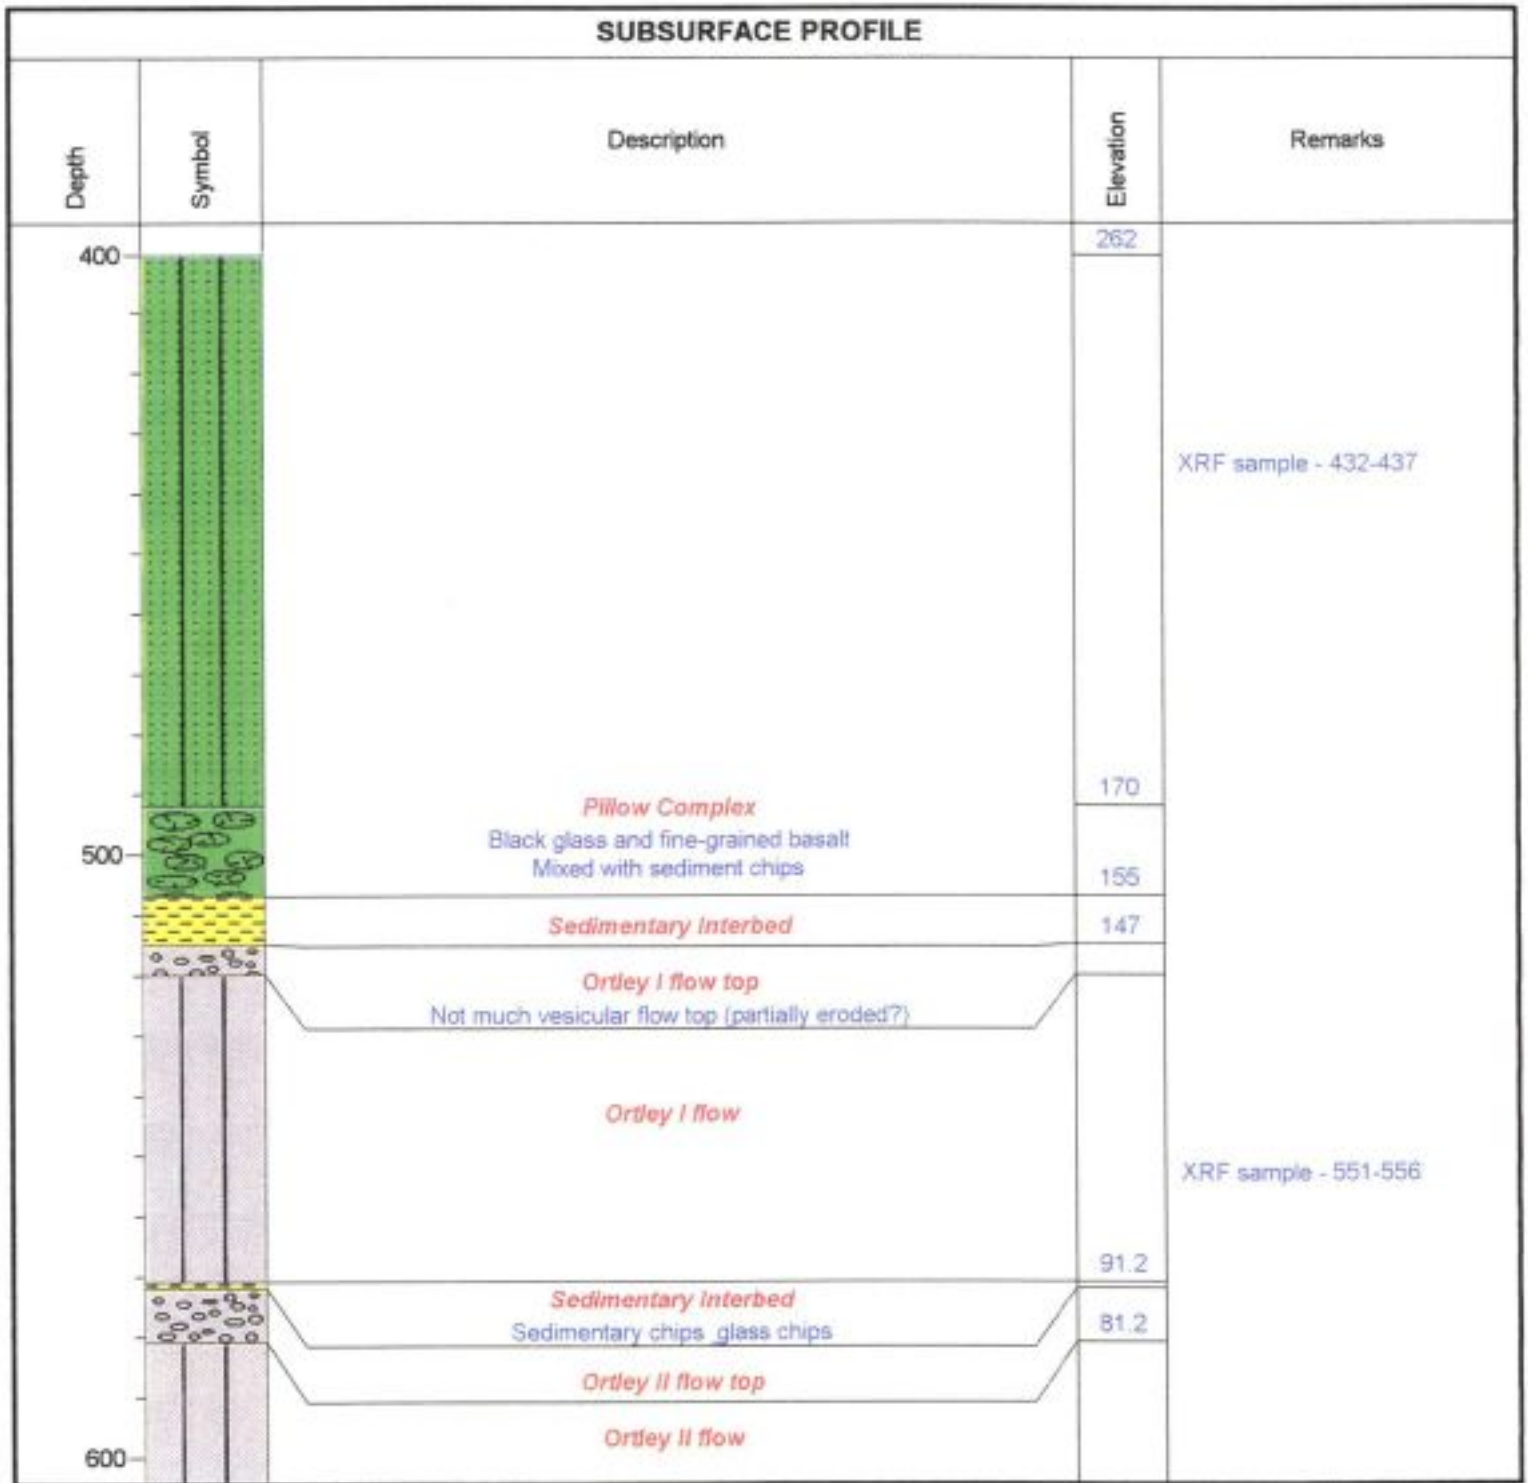 SUBSURFACE PROFILE
Depth
Symbol
Description
Elevation
Remarks
262
400
XRF sample - 432-437
170
Pillow Complex
Black glass and fine-grained basalt
500
Mixed with sediment chips
155
Sedimentary Interbed
147
Ortley I flow top
Not much vesicular flow top (partially eroded?)
Ortley I flow
XRF sample - 551-556
91.2
Sedimentary Interbed
Sedimentary chips glass chips
81.2
Ortley II flow top
Ortley II flow
600